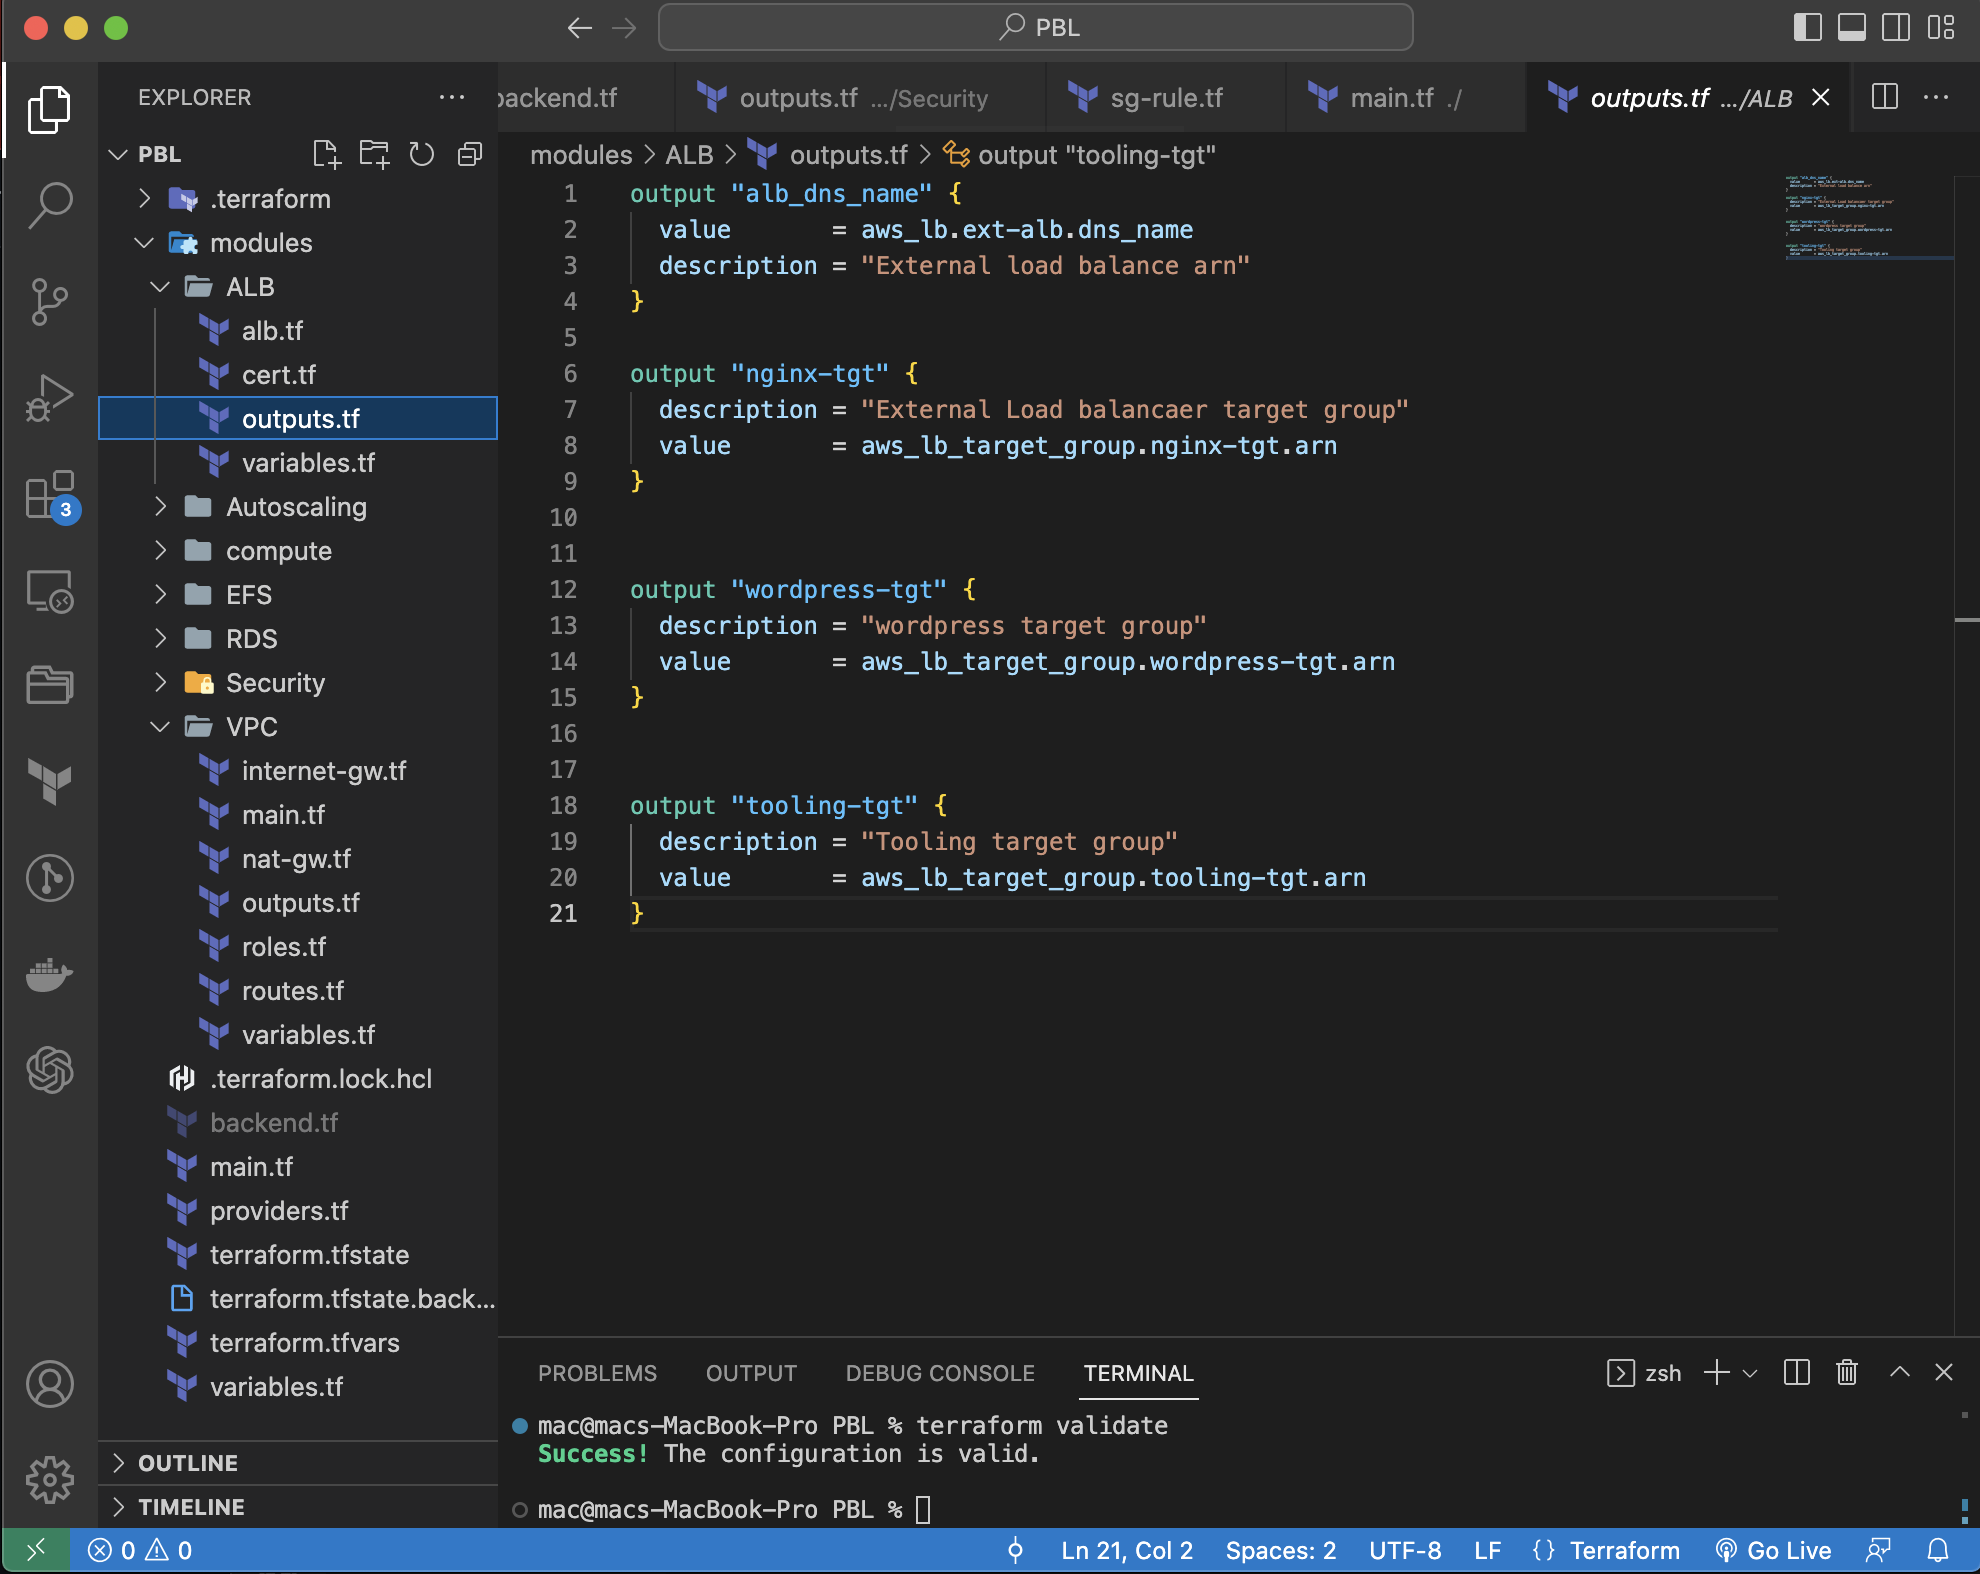 PBL
EXPLORER
PBL
.terraform
modules
ALB
alb.tf
cert.tf
outputs.tf
variables.tf
Autoscaling
compute
EFS
RDS
Security
VPC
internet-gw.tf
main.tf
nat-gw.tf
outputs.tf
roles.tf
routes.tf
variables.tf
.terraform.lock.hcl
backend.tf
main.tf
providers.tf
terraform.tfstate
terraform.tfstate.back...
terraform.tfvars
variables.tf
OUTLINE
TIMELINE
3
backend.tf
outputs.tf .../Security
sg-rule.tf
main.tf ./
outputs.tf .../ALB
modules > ALB > outputs.tf > output "tooling-tgt"
1 output "alb_dns_name" {
2   value       = aws_lb.ext-alb.dns_name
3   description = "External load balance arn"
4 }
5
6 output "nginx-tgt" {
7   description = "External Load balancaer target group"
8   value       = aws_lb_target_group.nginx-tgt.arn
9 }
10
11
12 output "wordpress-tgt" {
13   description = "wordpress target group"
14   value       = aws_lb_target_group.wordpress-tgt.arn
15 }
16
17
18 output "tooling-tgt" {
19   description = "Tooling target group"
20   value       = aws_lb_target_group.tooling-tgt.arn
21 }
PROBLEMS OUTPUT DEBUG CONSOLE TERMINAL zsh
mac@macs-MacBook-Pro PBL % terraform validate
Success! The configuration is valid.
mac@macs-MacBook-Pro PBL %
0 0 Ln 21, Col 2 Spaces: 2 UTF-8 LF {} Terraform Go Live